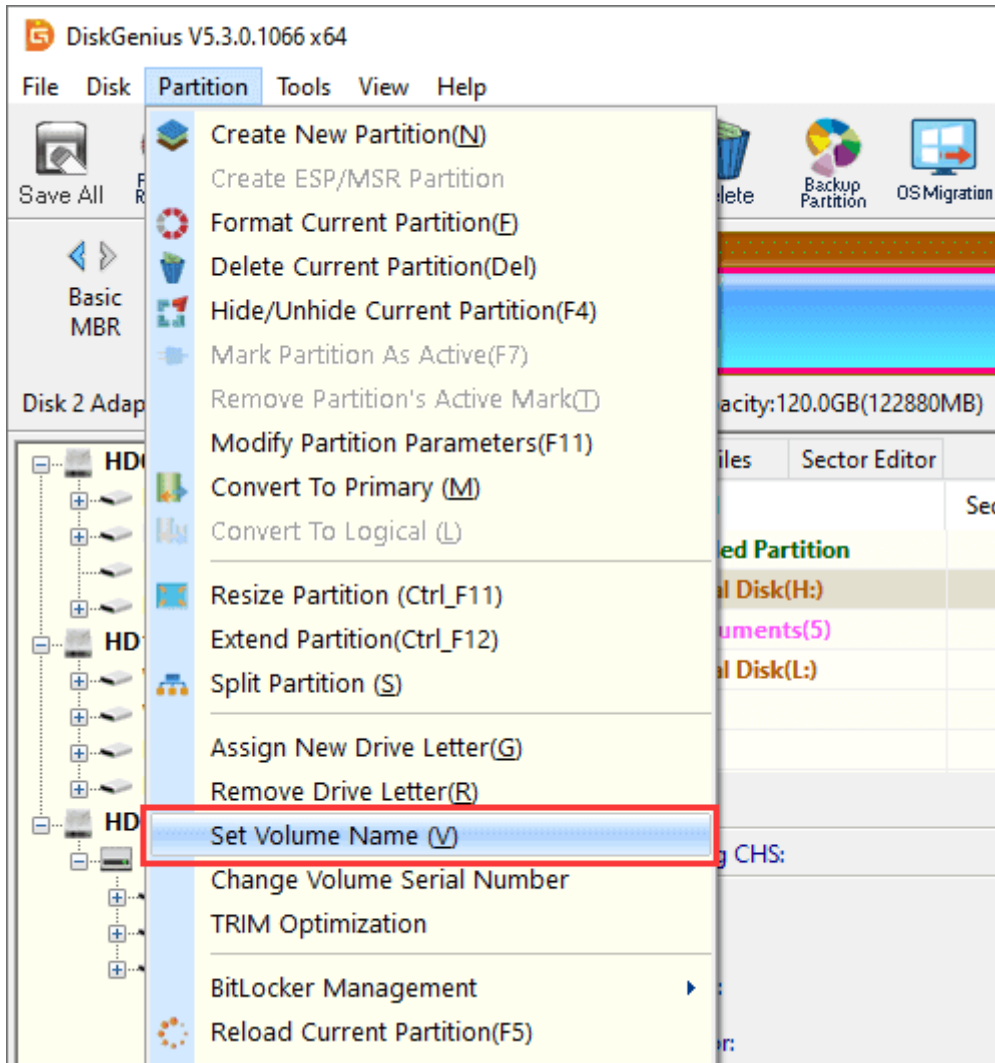 DiskGenius V5.3.0.1066 x64
File Disk Partition Tools View Help
Save All
Backup
Partition
OS Migration
Create New Partition(N)
Create ESP/MSR Partition
Format Current Partition(F)
Delete Current Partition(Del)
Hide/Unhide Current Partition(F4)
Mark Partition As Active(F7)
Remove Partition's Active Mark(T)
Modify Partition Parameters(F11)
Convert To Primary (M)
Convert To Logical (L)
Resize Partition (Ctrl_F11)
Extend Partition(Ctrl_F12)
Split Partition (S)
Assign New Drive Letter(G)
Remove Drive Letter(R)
Set Volume Name (V)
Change Volume Serial Number
TRIM Optimization
BitLocker Management
Reload Current Partition(F5)
Basic
MBR
Disk 2 Adap
acity:120.0GB(122880MB)
HD
HD1
HD
iles Sector Editor
Sec
ed Partition
al Disk(H:)
uments(5)
al Disk(L:)
g CHS: